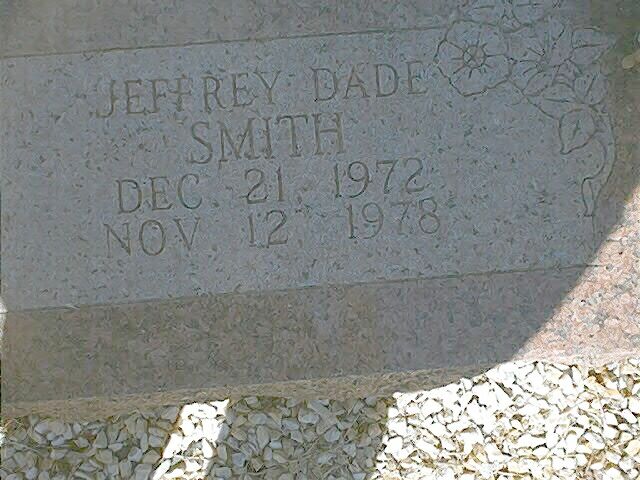 JEFFREY DADE
SMITH
DEC. 21, 1972
NOV 12 1978